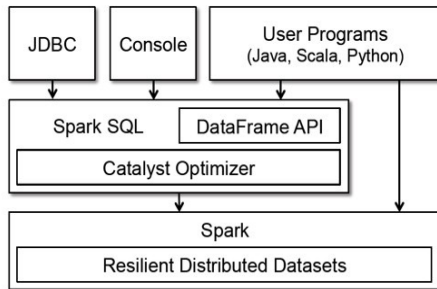 JDBC
Console
User Programs
(Java, Scala, Python)
Spark SQL
DataFrame API
Catalyst Optimizer
Spark
Resilient Distributed Datasets